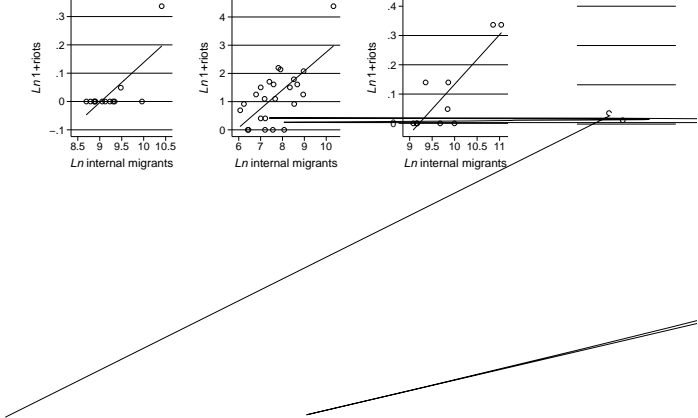 Ln 1+riots
.3
.2
.1
0
–.1
8.5 9 9.5 10 10.5
Ln internal migrants
Ln 1+riots
4
3
2
1
0
6 7 8 9 10
Ln internal migrants
Ln 1+riots
.4
.3
.2
.1
0
9 9.5 10 10.5 11
Ln internal migrants